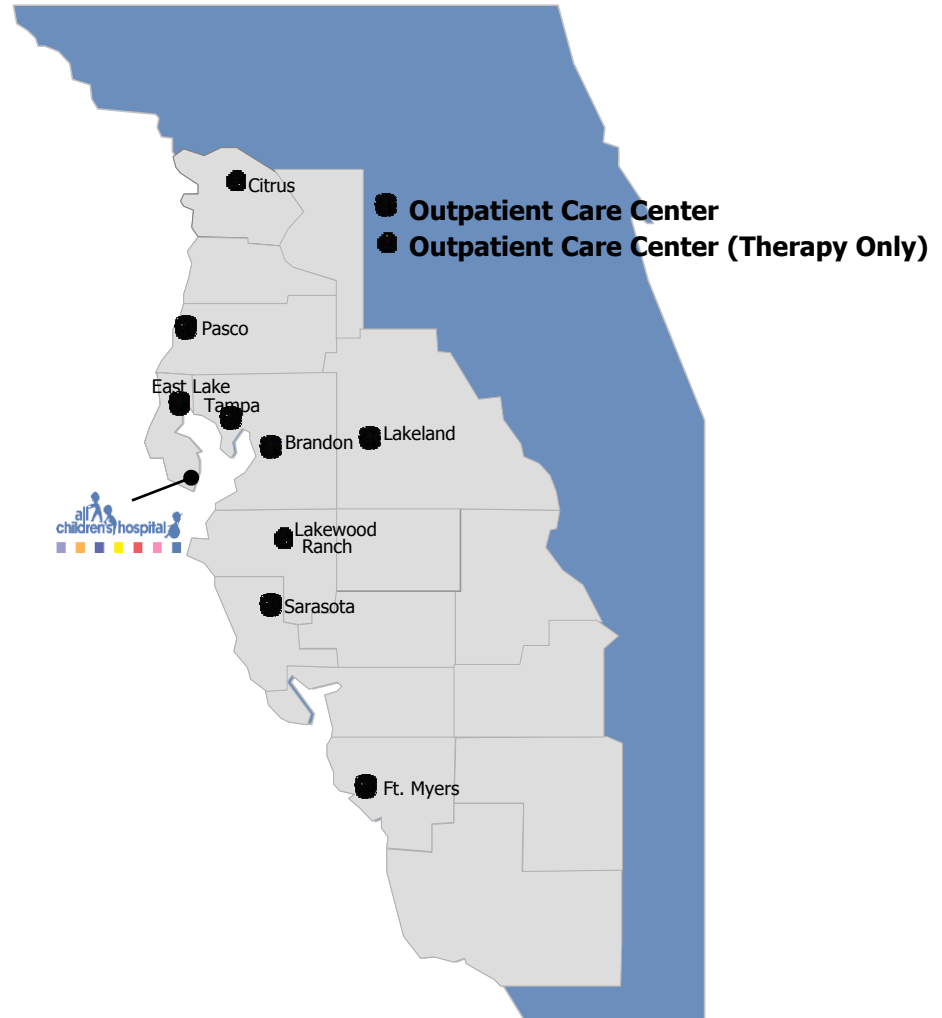 Citrus
Outpatient Care Center
Outpatient Care Center (Therapy Only)
Pasco
East Lake
Tampa
Brandon
Lakeland
all
children's hospital
Lakewood
Ranch
Sarasota
Ft. Myers